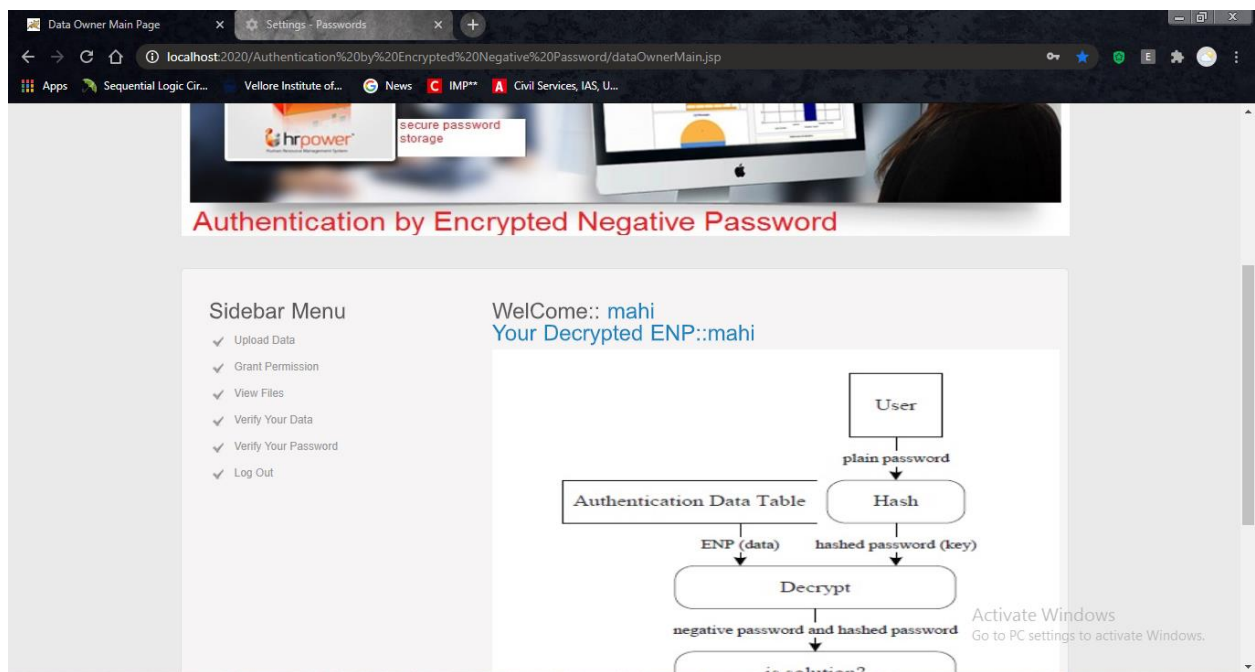 Data Owner Main Page
Settings - Passwords
localhost:2020/Authentication%20by%20Encrypted%20Negative%20Password/dataOwnerMain.jsp
E
Apps
Sequential Logic Cir...
Vellore Institute of...
G
News
C
IMP**
A
Civil Services, IAS, U...
hrpower
secure password
storage
Authentication by Encrypted Negative Password
Sidebar Menu
Upload Data
Grant Permission
View Files
Verify Your Data
Verify Your Password
Log Out
WelCome:: mahi
Your Decrypted ENP::mahi
User
plain password
Authentication Data Table
Hash
ENP (data)
hashed password (key)
Decrypt
negative password and hashed password
is solution?
Activate Windows
Go to PC settings to activate Windows.